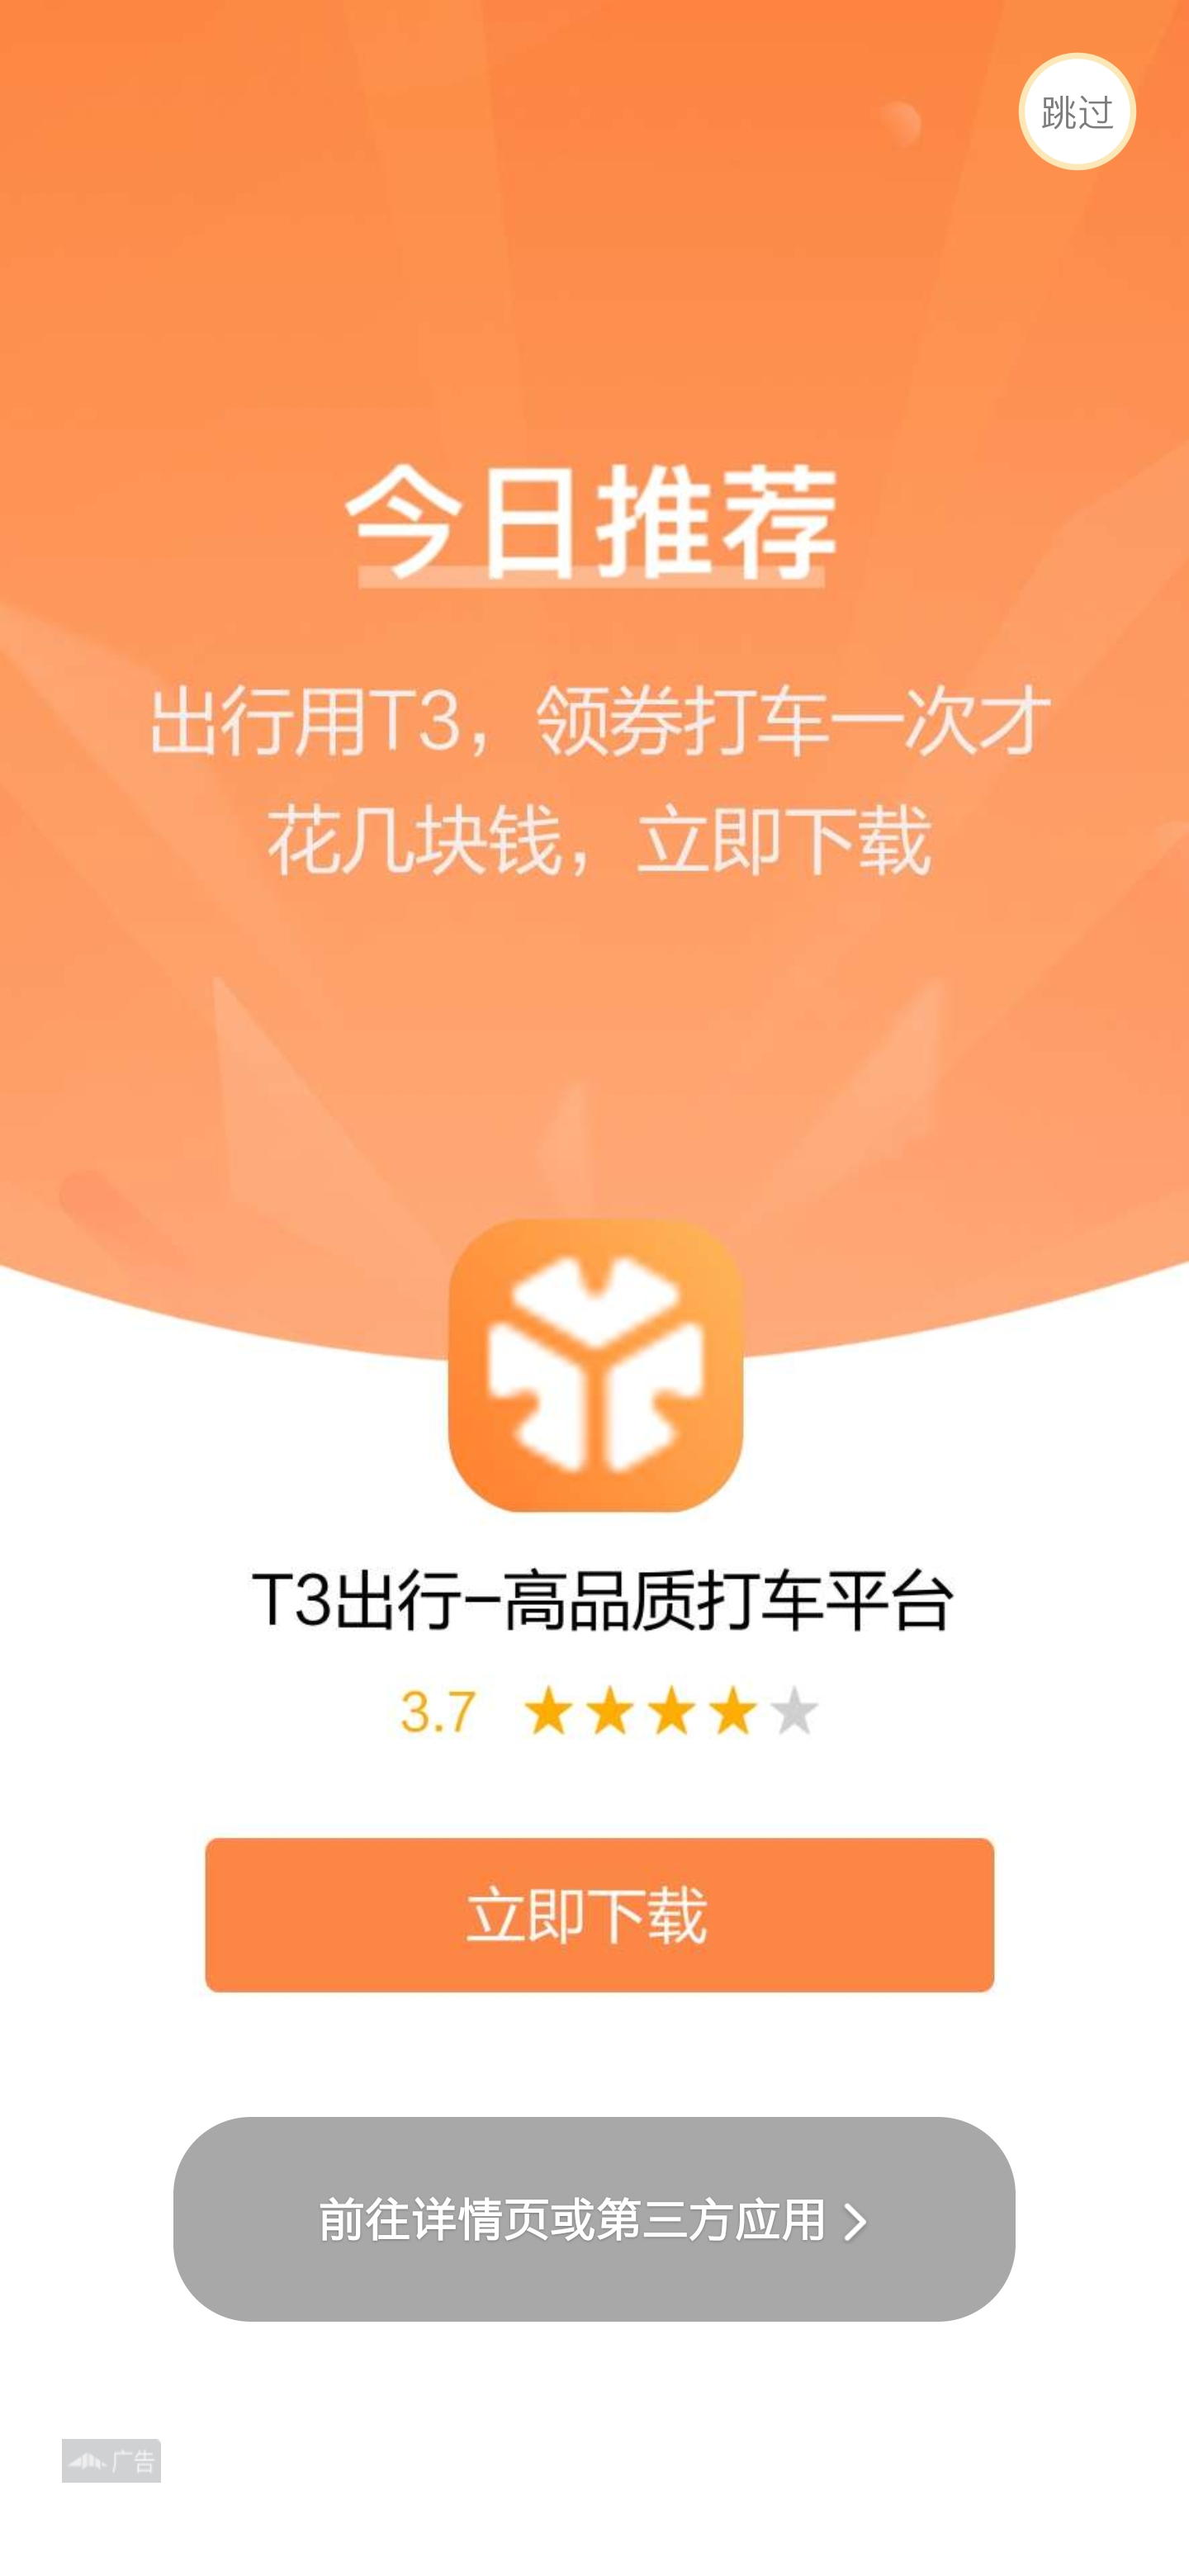 跳过
今日推荐
出行用T3，领券打车一次才
花几块钱，立即下载
T3出行-高品质打车平台
3.7
立即下载
前往详情页或第三方应用
广告